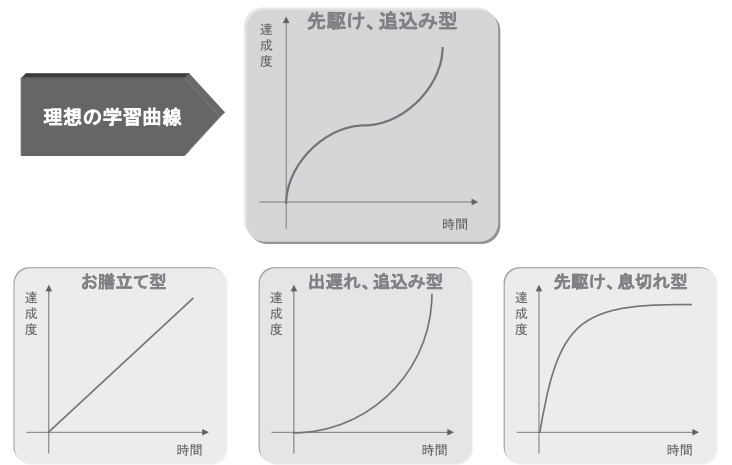 先駆け、追込み型
達成度
理想の学習曲線
時間
お膳立て型
達成度
時間
出遅れ、追込み型
達成度
時間
先駆け、息切れ型
達成度
時間